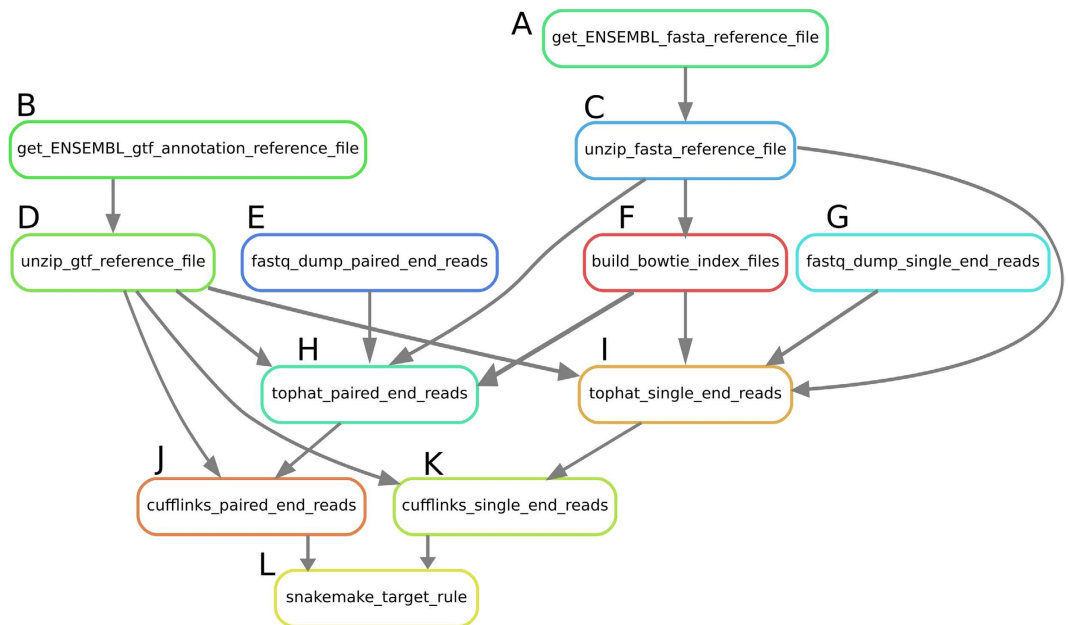 A
get_ENSEMBL_fasta_reference_file
B
get_ENSEMBL_gtf_annotation_reference_file
C
unzip_fasta_reference_file
D
unzip_gtf_reference_file
E
fastq_dump_paired_end_reads
F
build_bowtie_index_files
G
fastq_dump_single_end_reads
H
tophat_paired_end_reads
I
tophat_single_end_reads
J
cufflinks_paired_end_reads
K
cufflinks_single_end_reads
L
snakemake_target_rule